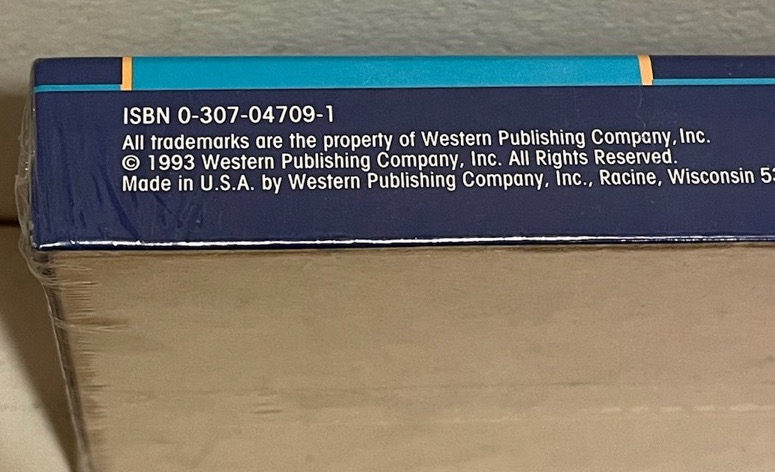 ISBN 0-307-04709-1
All trademarks are the property of Western Publishing Company, Inc.
© 1993 Western Publishing Company, Inc. All Rights Reserved.
Made in U.S.A. by Western Publishing Company, Inc., Racine, Wisconsin